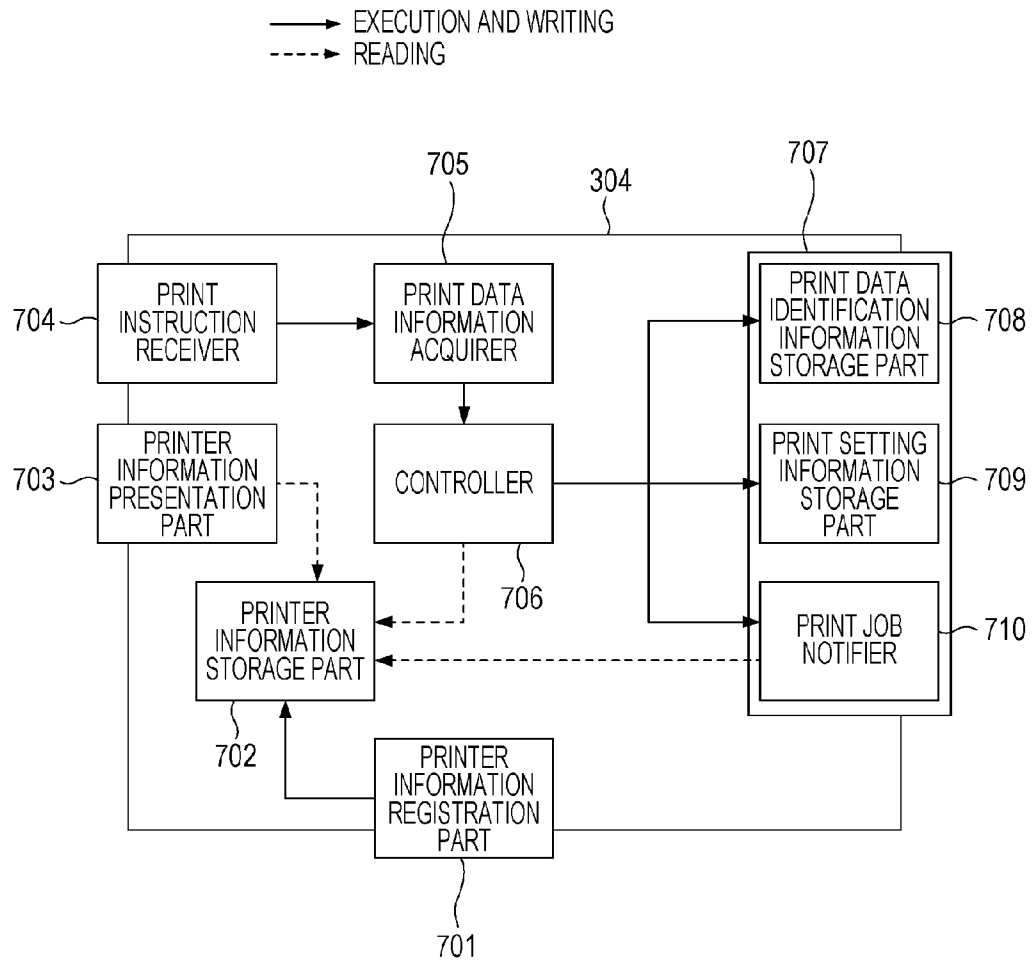 EXECUTION AND WRITING
READING
707
705
304
PRINT
INSTRUCTION
RECEIVER
704
PRINT DATA
INFORMATION
ACQUIRER
PRINT DATA
IDENTIFICATION
INFORMATION
STORAGE PART
708
PRINTER
INFORMATION
PRESENTATION
PART
703
CONTROLLER
706
PRINT SETTING
INFORMATION
STORAGE
PART
709
PRINTER
INFORMATION
STORAGE PART
702
PRINT JOB
NOTIFIER
710
PRINTER
INFORMATION
REGISTRATION
PART
701